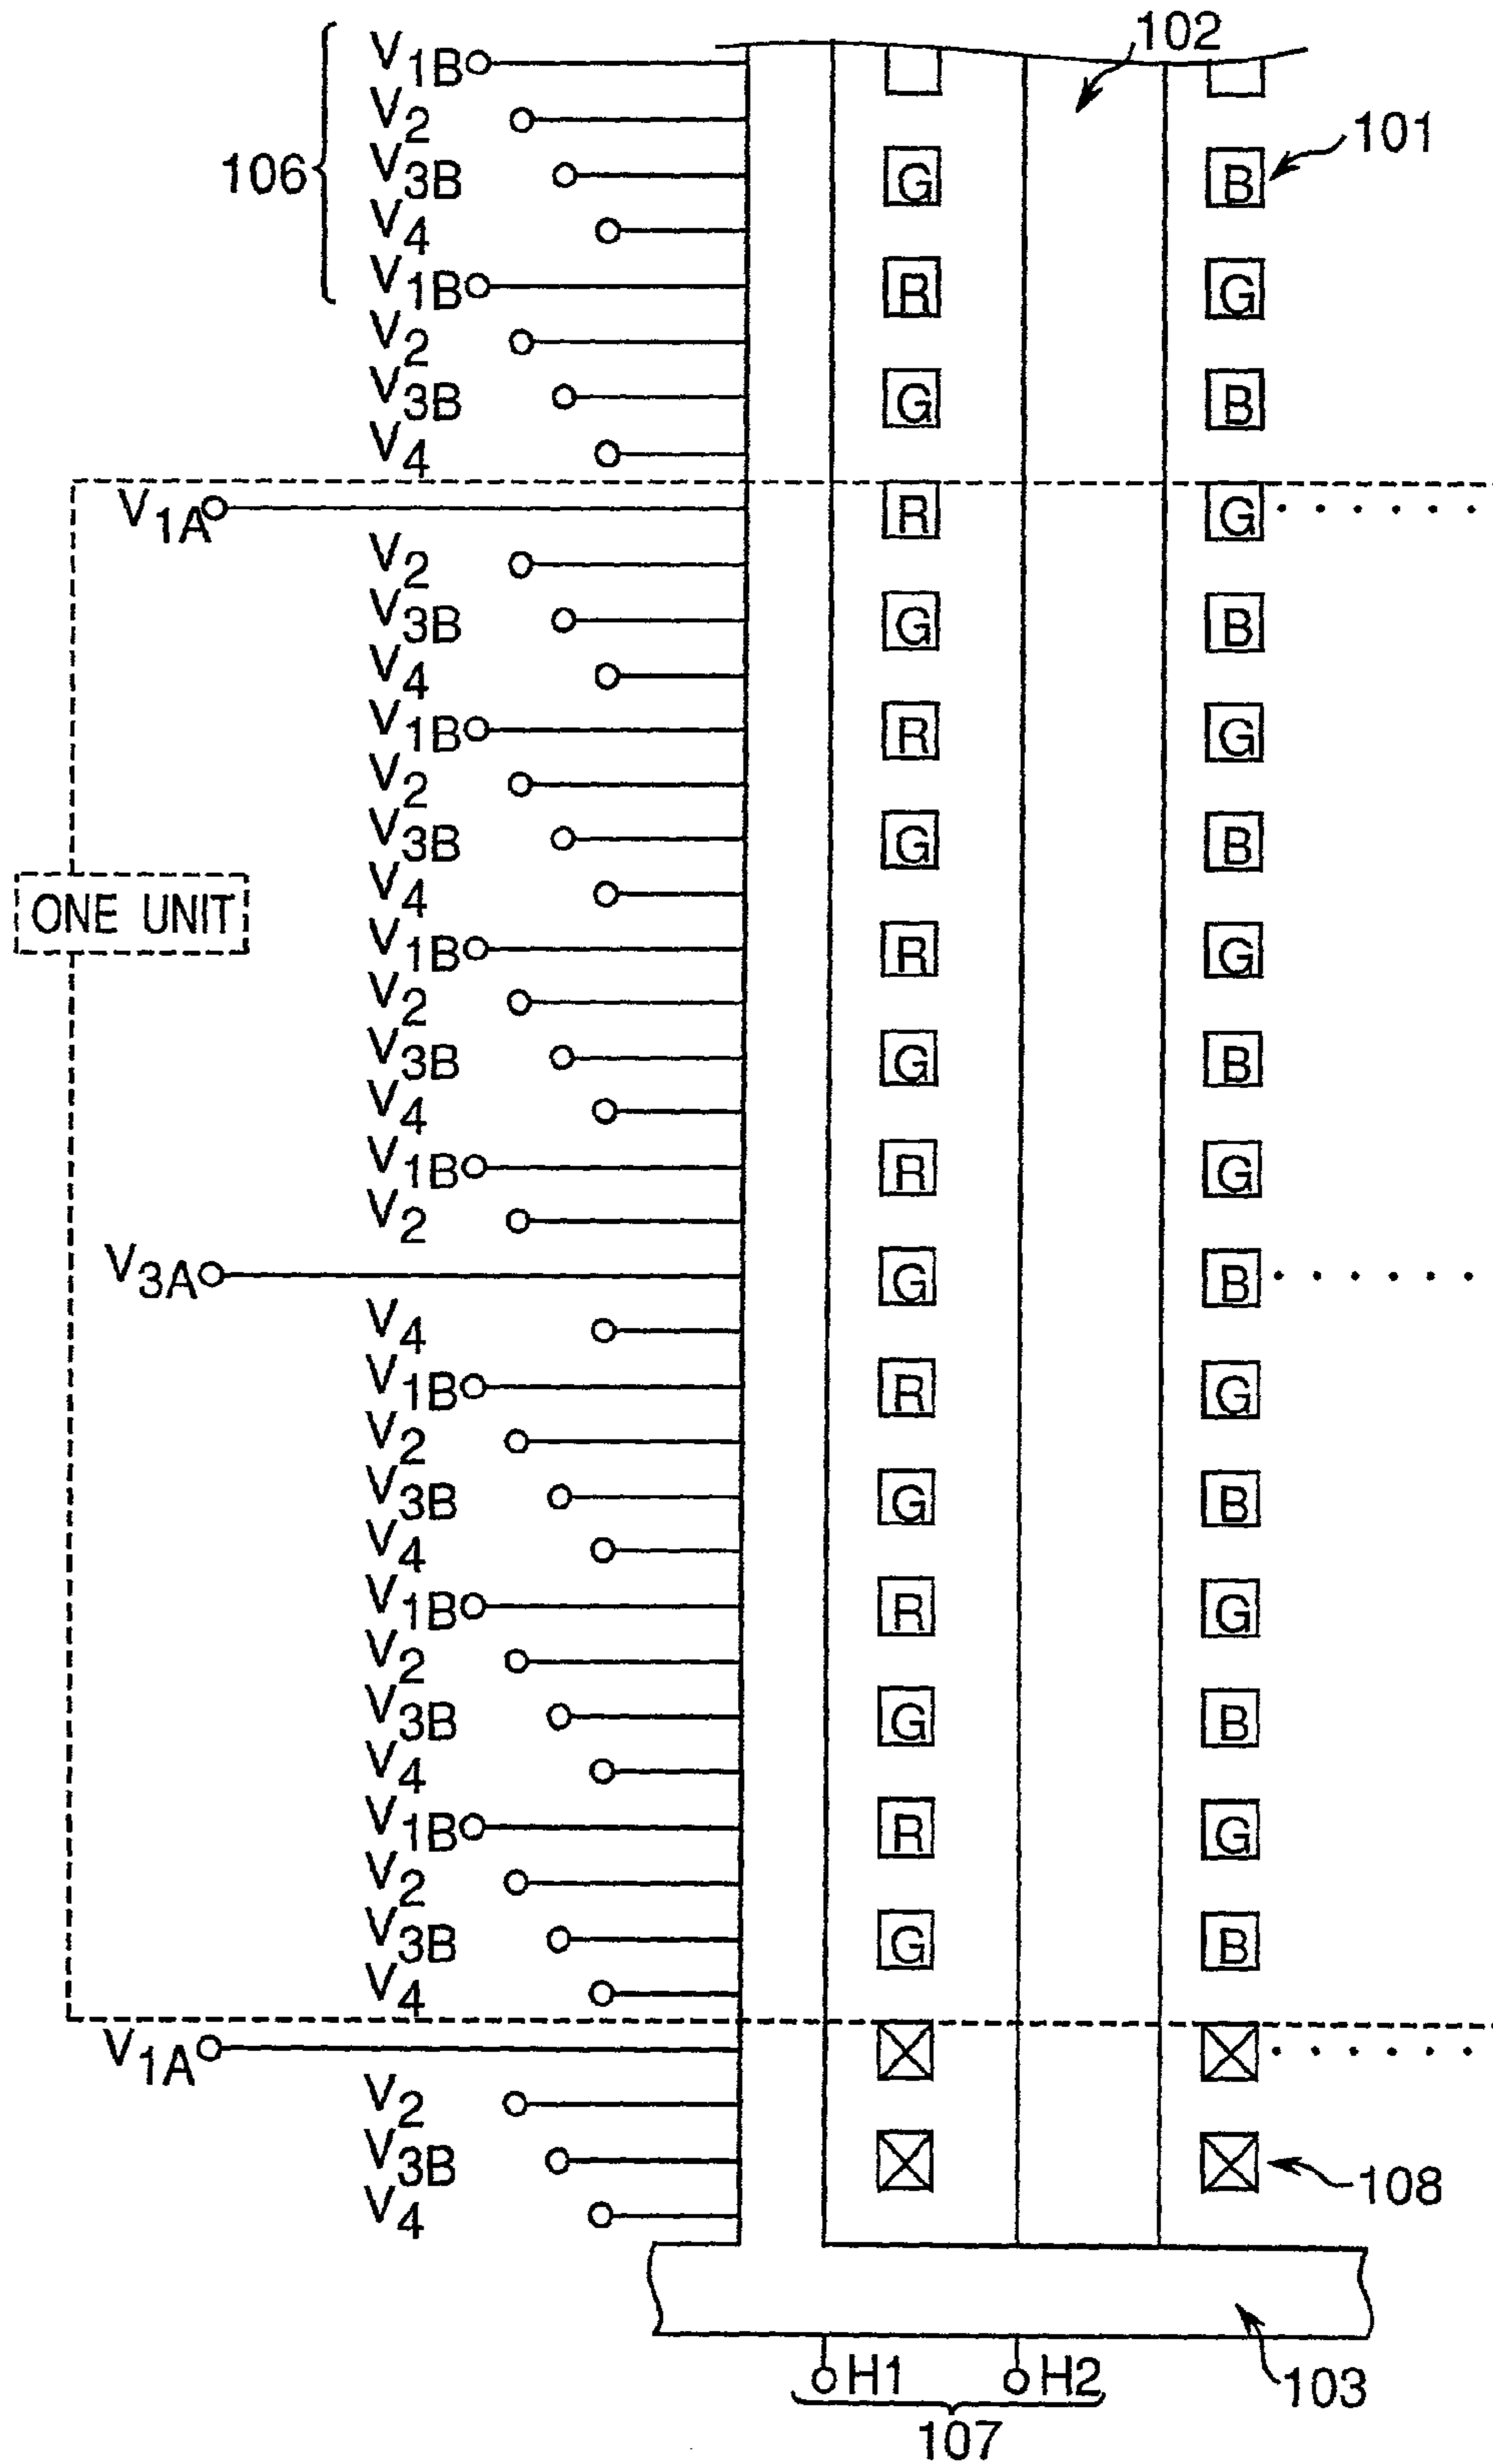 102
V1B
V2
106
V3B G B 101
V4
V1B R G
V2
V3B G B
V4
V1A R G
V2
V3B G B
V4
V1B R G
V2
V3B G B
V4
ONE UNIT
V1B R G
V2
V3B G B
V4
V1B R G
V2
V3A G B
V4
V1B R G
V2
V3B G B
V4
V1B R G
V2
V3B G B
V4
V1B R G
V2
V3B G B
V4
V1A
V2
V3B 108
V4
H1 H2 103
107